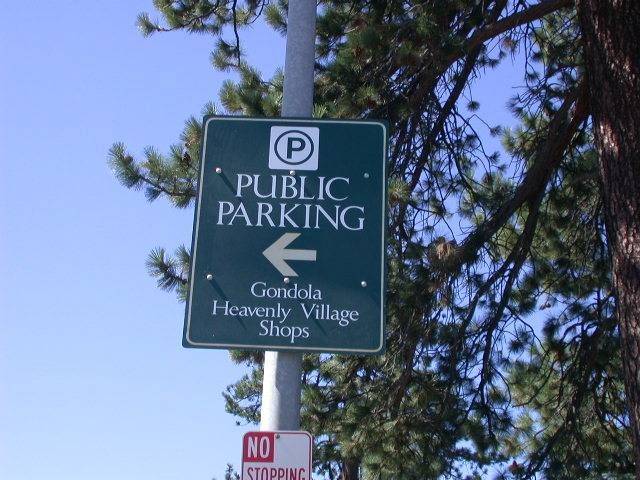 P
PUBLIC
PARKING
Gondola
Heavenly Village
Shops
NO
STOPPING